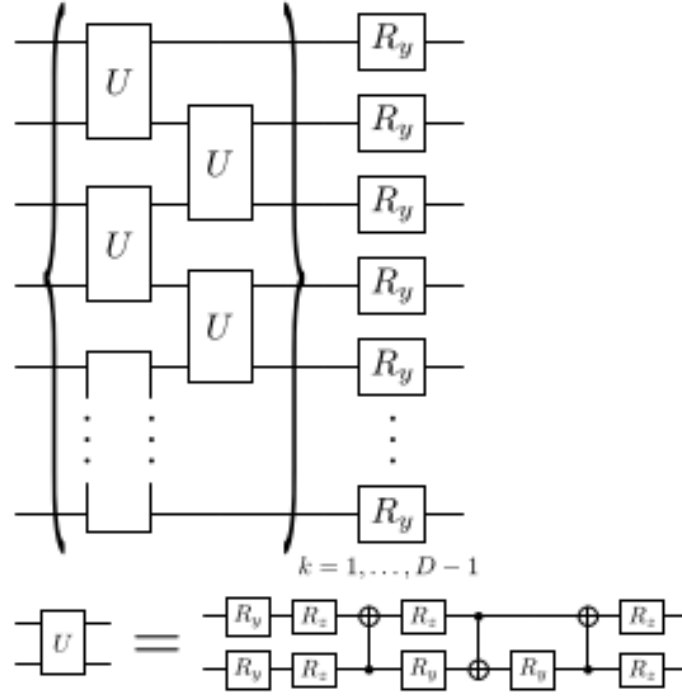 U R_y
R_y
U
U R_y
U R_y
R_y
R_y
k = 1, . . . , D − 1
U = R_y R_z R_z R_z
R_y R_z R_y R_y R_z